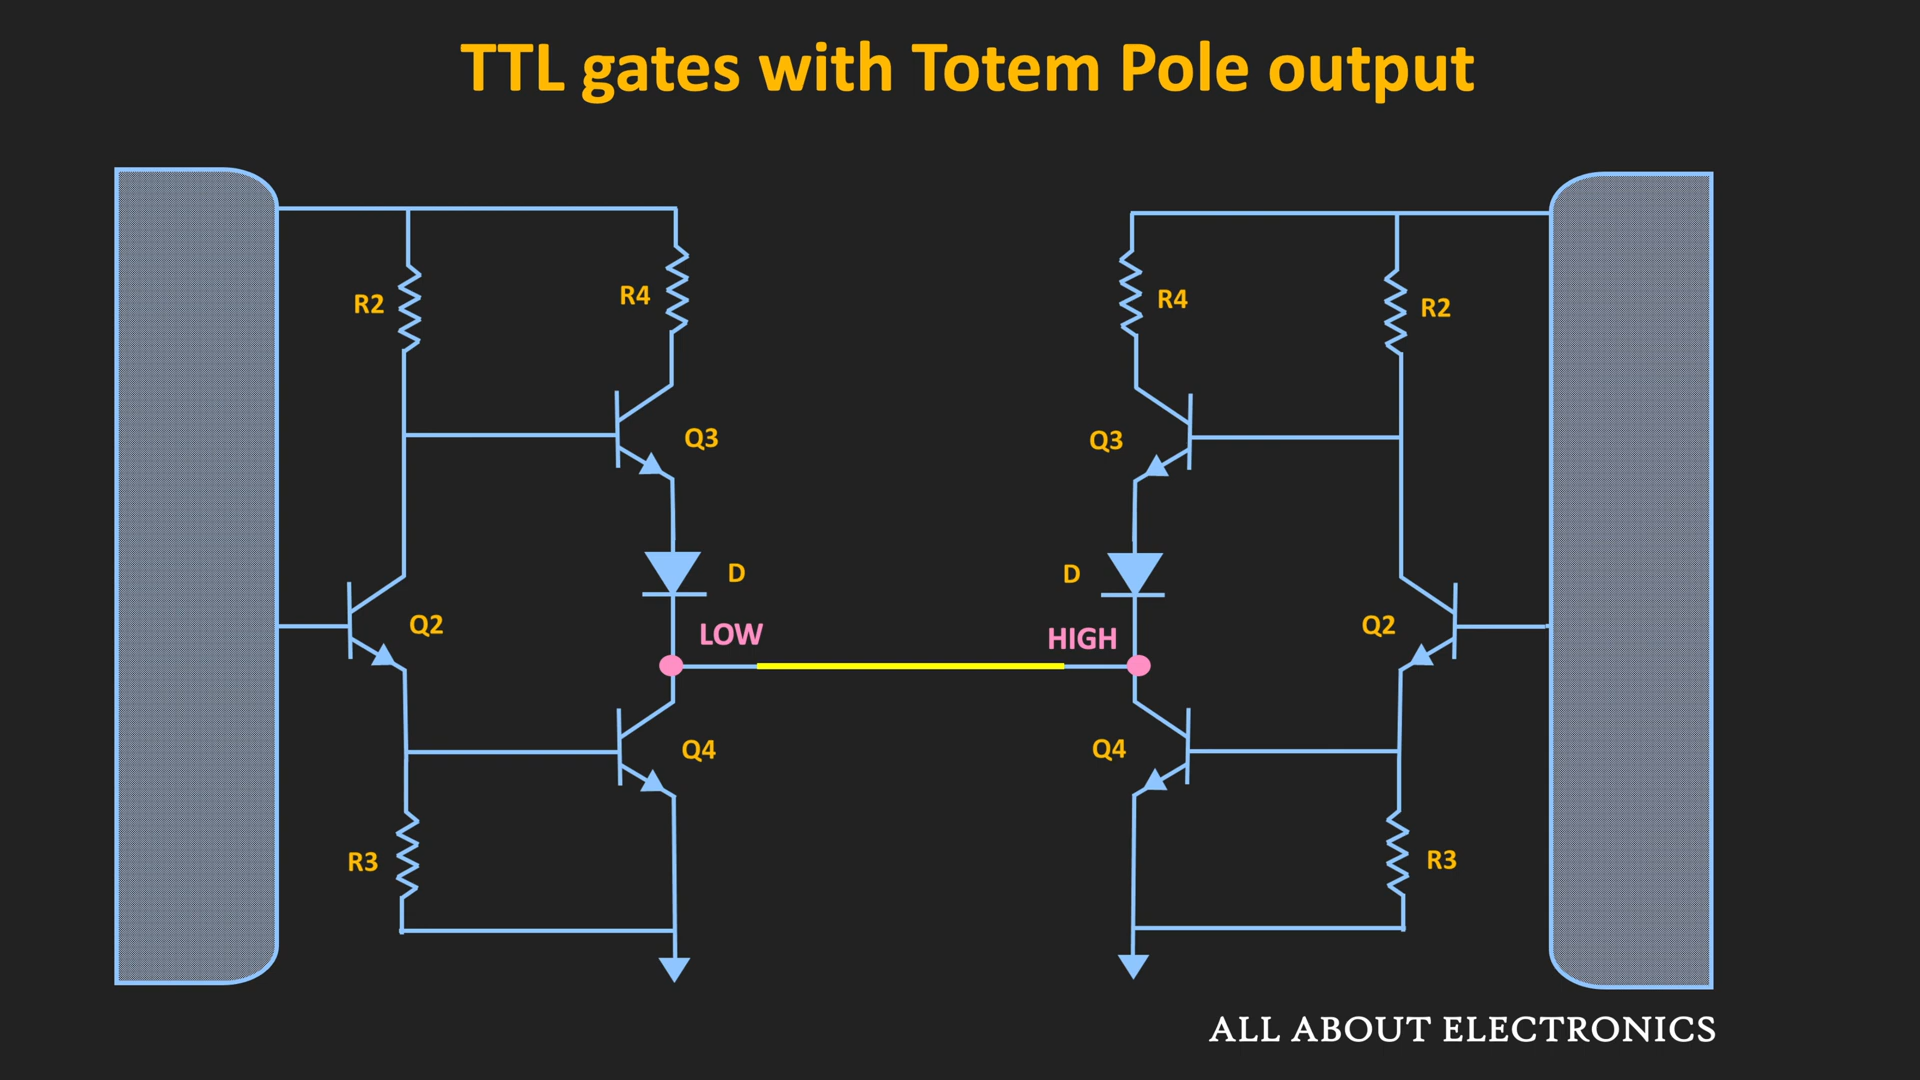 TTL gates with Totem Pole output
R2
R4
R4
R2
Q3
Q3
D
D
Q2
LOW
HIGH
Q2
Q4
Q4
R3
R3
ALL ABOUT ELECTRONICS